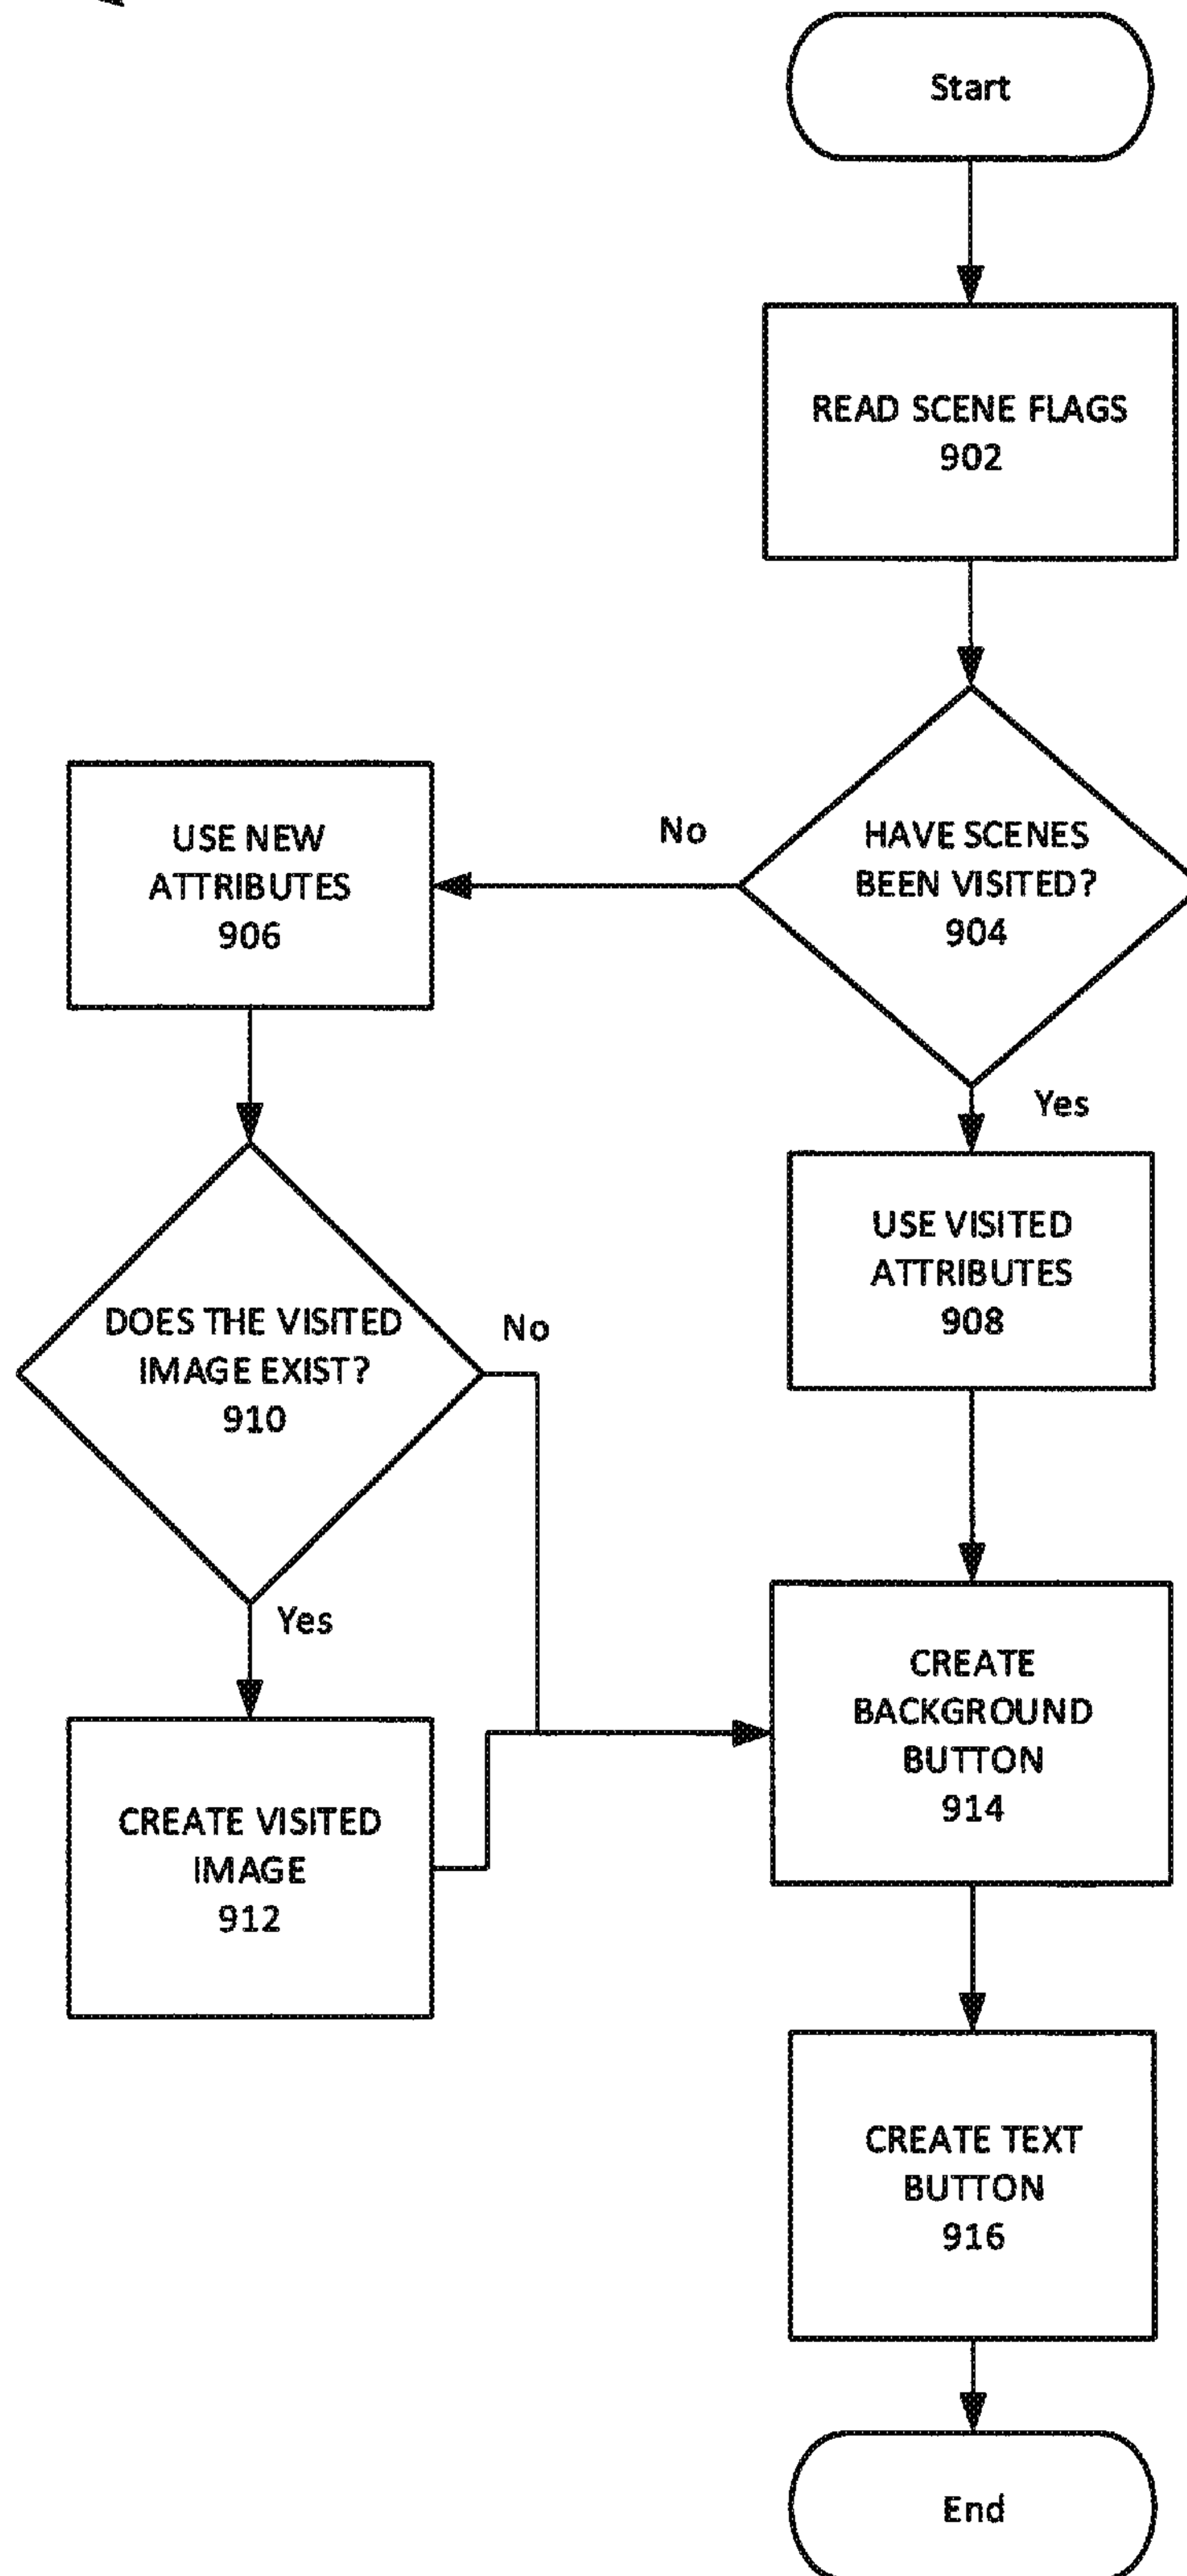 Start
READ SCENE FLAGS
902
HAVE SCENES
BEEN VISITED?
904
No
USE NEW
ATTRIBUTES
906
Yes
USE VISITED
ATTRIBUTES
908
DOES THE VISITED
IMAGE EXIST?
910
No
Yes
CREATE VISITED
IMAGE
912
CREATE
BACKGROUND
BUTTON
914
CREATE TEXT
BUTTON
916
End